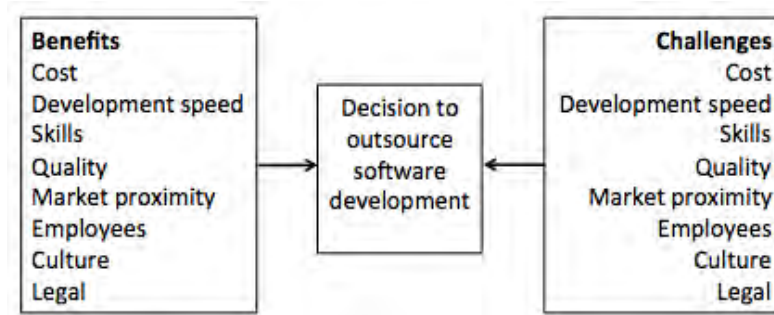 Benefits
Cost
Development speed
Skills
Quality
Market proximity
Employees
Culture
Legal
Decision to
outsource
software
development
Challenges
Cost
Development speed
Skills
Quality
Market proximity
Employees
Culture
Legal